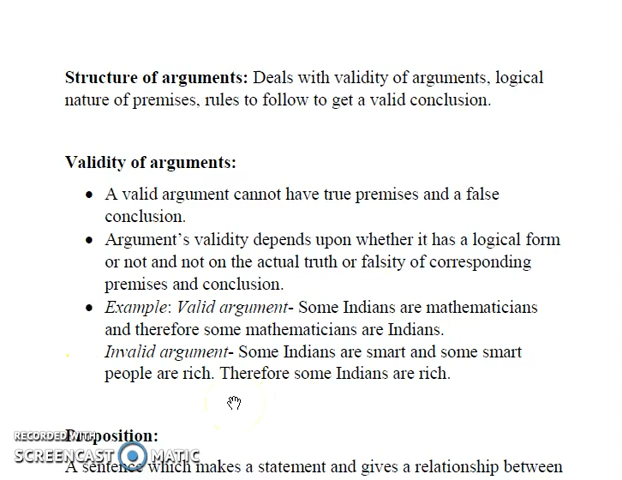 Structure of arguments: Deals with validity of arguments, logical
nature of premises, rules to follow to get a valid conclusion.
Validity of arguments:
• A valid argument cannot have true premises and a false
conclusion.
• Argument's validity depends upon whether it has a logical form
or not and not on the actual truth or falsity of corresponding
premises and conclusion.
• Example: Valid argument- Some Indians are mathematicians
and therefore some mathematicians are Indians.
Invalid argument- Some Indians are smart and some smart
people are rich. Therefore some Indians are rich.
Proposition:
RECORDED WITH
SCREENCAST MATIC
A sentence which makes a statement and gives a relationship between